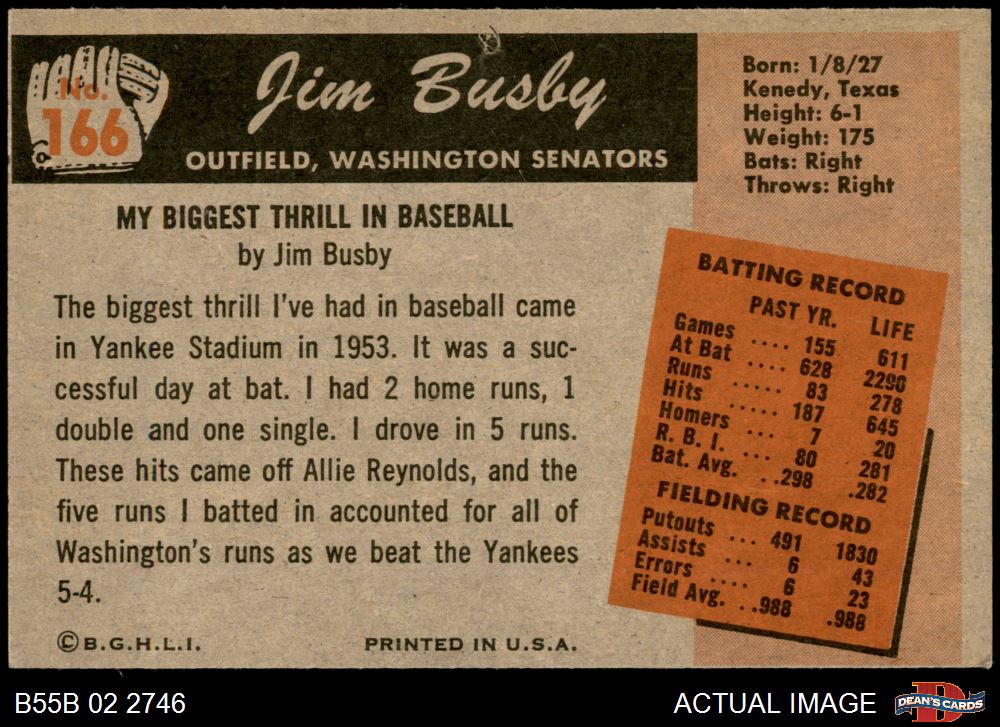 No.
166
Jim Busby
OUTFIELD, WASHINGTON SENATORS
Born: 1/8/27
Kenedy, Texas
Height: 6-1
Weight: 175
Bats: Right
Throws: Right
MY BIGGEST THRILL IN BASEBALL
by Jim Busby
The biggest thrill I've had in baseball came
in Yankee Stadium in 1953. It was a suc-
cessful day at bat. I had 2 home runs, 1
double and one single. I drove in 5 runs.
These hits came off Allie Reynolds, and the
five runs I batted in accounted for all of
Washington's runs as we beat the Yankees
5-4.
BATTING RECORD
PAST YR. LIFE
Games .... 155 611
At Bat .... 628 2290
Runs ..... 83 278
Hits ..... 187 645
Homers ... 7 20
R. B. I. ... 80 281
Bat. Avg. ..298 .282
FIELDING RECORD
Putouts ... 491 1830
Assists ... 6 43
Errors .... 6 23
Field Avg. ..988 .988
© B.G.H.L.I. PRINTED IN U.S.A.
B55B 02 2746 ACTUAL IMAGE DEAN'S CARDS